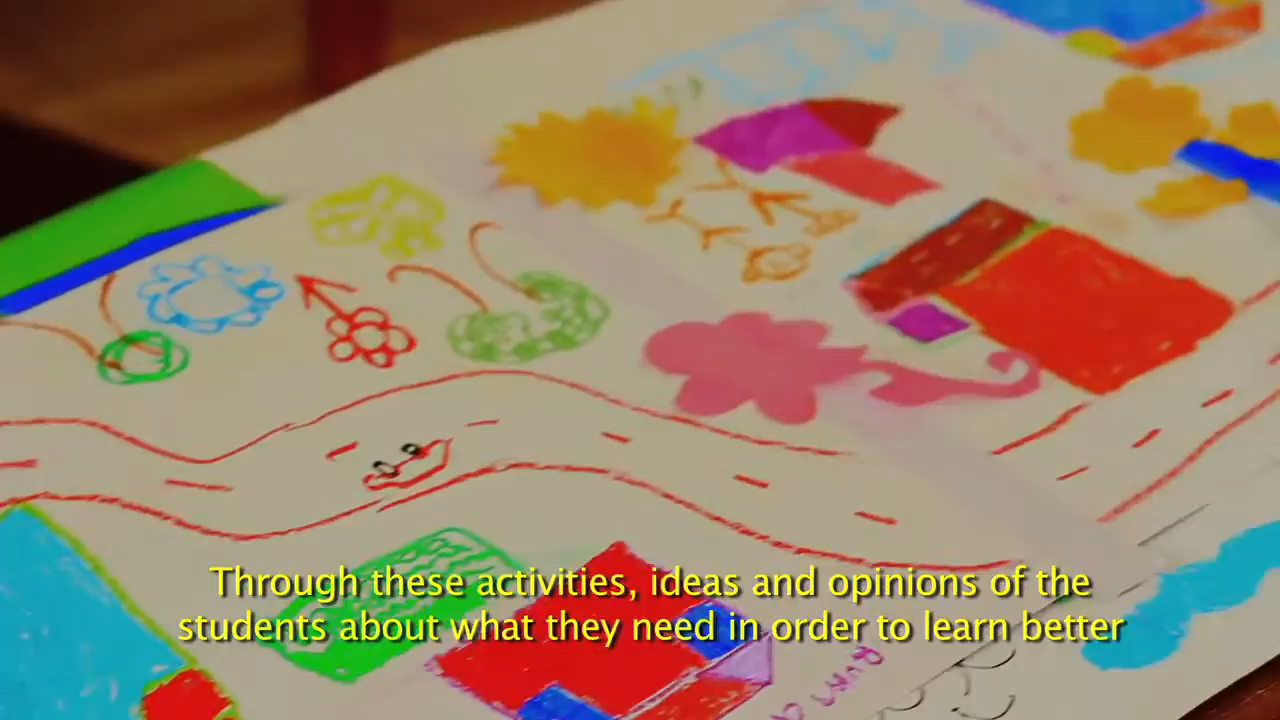 Through these activities, ideas and opinions of the
students about what they need in order to learn better